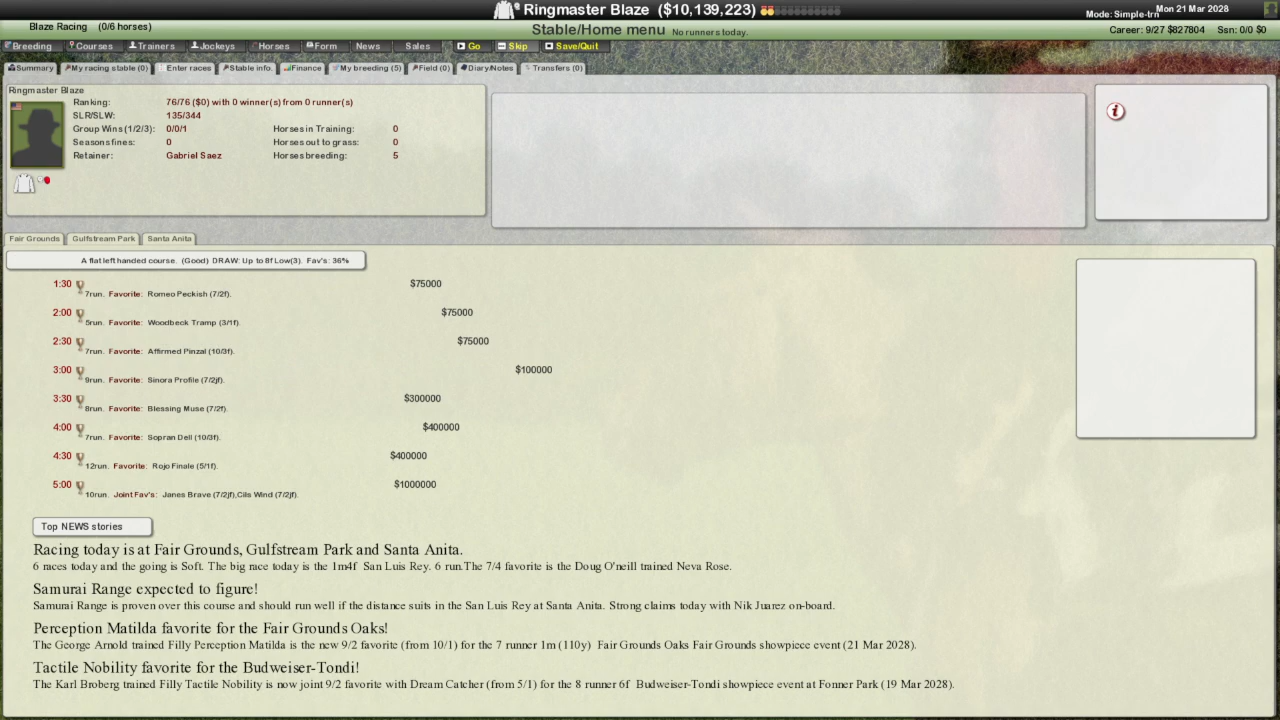 Ringmaster Blaze ($10,139,223)
Mode: Simple-trn
Mon 21 Mar 2028
Blaze Racing (0/6 horses)
Stable/Home menu No runners today.
Career: 9/27 $827804 Ssn: 0/0 $0
Breeding Courses Trainers Jockeys Horses Form News Sales Go Skip Save/Quit
Summary My racing stable (0) Enter races Stable info. Finance My breeding (5) Field (0) Diary/Notes Transfers (0)
Ringmaster Blaze
Ranking: 76/76 ($0) with 0 winner(s) from 0 runner(s)
SLR/SLW: 135/344
Group Wins (1/2/3): 0/0/1 Horses in Training: 0
Seasons fines: 0 Horses out to grass: 0
Retainer: Gabriel Saez Horses breeding: 5
Fair Grounds Gulfstream Park Santa Anita
A flat left handed course. (Good) DRAW: Up to 8f Low(3). Fav's: 36%
1:30 $75000
7run. Favorite: Romeo Peckish (7/2f).
2:00 $75000
5run. Favorite: Woodbeck Tramp (3/1f).
2:30 $75000
7run. Favorite: Affirmed Pinzal (10/3f).
3:00 $100000
9run. Favorite: Sinora Profile (7/2jf).
3:30 $300000
8run. Favorite: Blessing Muse (7/2f).
4:00 $400000
7run. Favorite: Sopran Dell (10/3f).
4:30 $400000
12run. Favorite: Rojo Finale (5/1f).
5:00 $1000000
10run. Joint Fav's: Janes Brave (7/2jf),Cils Wind (7/2jf).
Top NEWS stories
Racing today is at Fair Grounds, Gulfstream Park and Santa Anita.
6 races today and the going is Soft. The big race today is the 1m4f San Luis Rey. 6 run.The 7/4 favorite is the Doug O'neill trained Neva Rose.
Samurai Range expected to figure!
Samurai Range is proven over this course and should run well if the distance suits in the San Luis Rey at Santa Anita. Strong claims today with Nik Juarez on-board.
Perception Matilda favorite for the Fair Grounds Oaks!
The George Arnold trained Filly Perception Matilda is the new 9/2 favorite (from 10/1) for the 7 runner 1m (110y) Fair Grounds Oaks Fair Grounds showpiece event (21 Mar 2028).
Tactile Nobility favorite for the Budweiser-Tondi!
The Karl Broberg trained Filly Tactile Nobility is now joint 9/2 favorite with Dream Catcher (from 5/1) for the 8 runner 6f Budweiser-Tondi showpiece event at Fonner Park (19 Mar 2028).